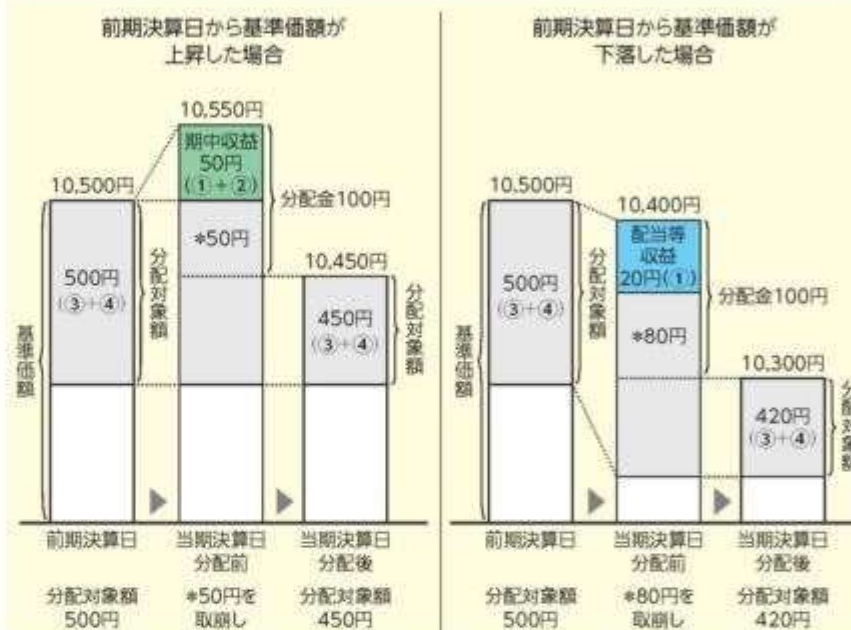 前期決算日から基準価額が
上昇した場合
10,550円
期中収益
50円
(①+②)
10,500円
分配金100円
*50円
10,450円
500円
(③+④)
分配対象額
450円
(③+④)
分配対象額
基準価額
前期決算日
当期決算日
分配前
当期決算日
分配後
分配対象額
500円
*50円を
取崩し
分配対象額
450円
前期決算日から基準価額が
下落した場合
10,500円
10,400円
配当等
収益
20円(①)
分配金100円
500円
(③+④)
分配対象額
*80円
10,300円
420円
(③+④)
分配対象額
基準価額
前期決算日
当期決算日
分配前
当期決算日
分配後
分配対象額
500円
*80円を
取崩し
分配対象額
420円